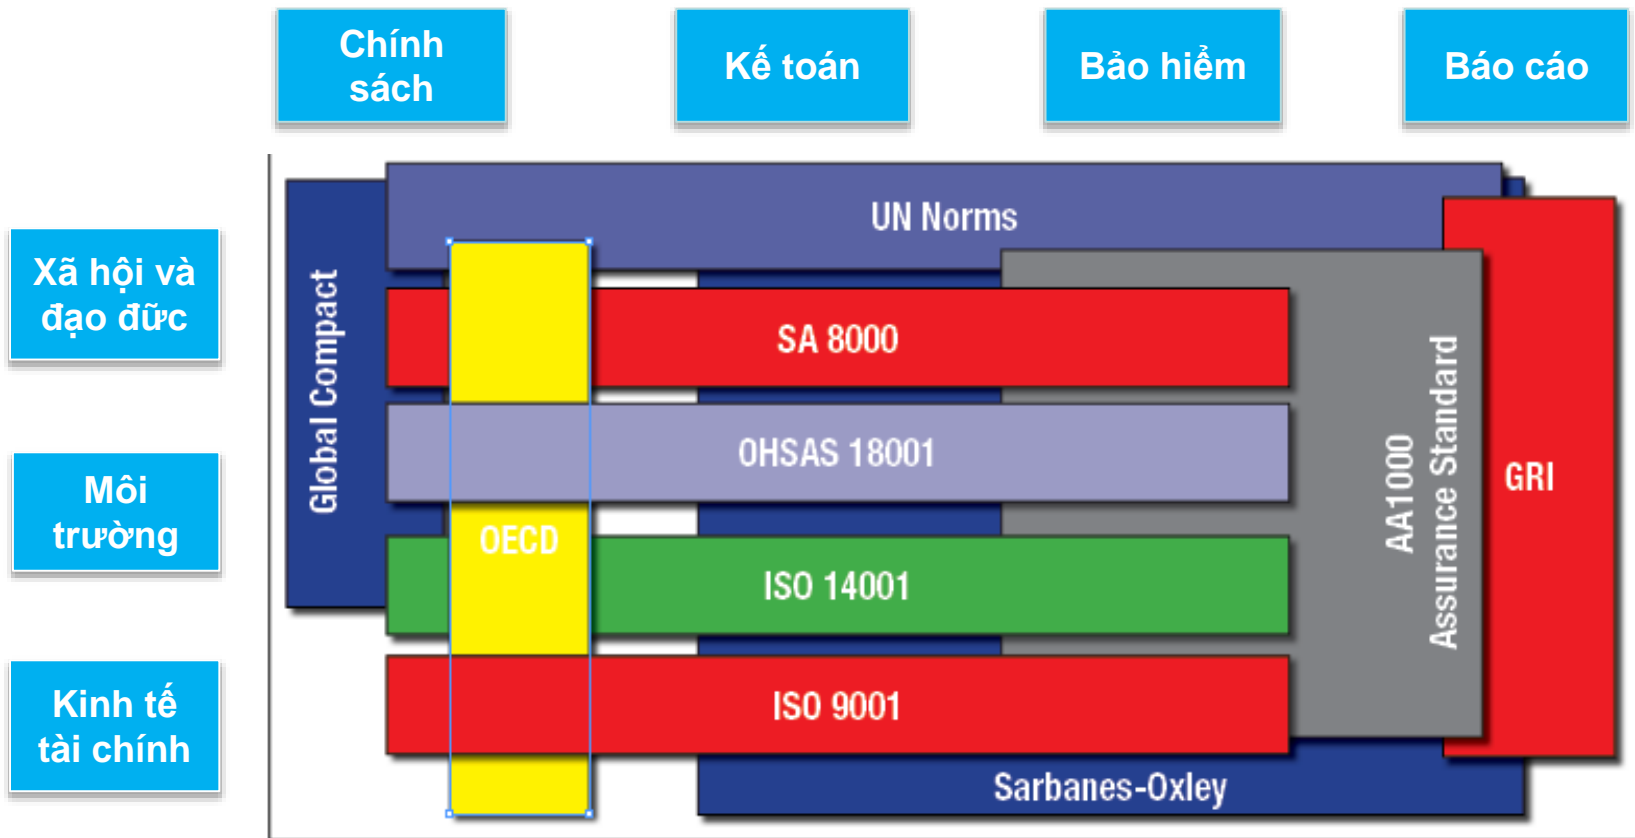 Chính
sách
Kế toán
Bảo hiểm
Báo cáo
Xã hội và
đạo đữc
Môi
trường
Kinh tế
tài chính
Global Compact
UN Norms
SA 8000
OHSAS 18001
OECD
ISO 14001
ISO 9001
Sarbanes-Oxley
AA1000
Assurance Standard
GRI